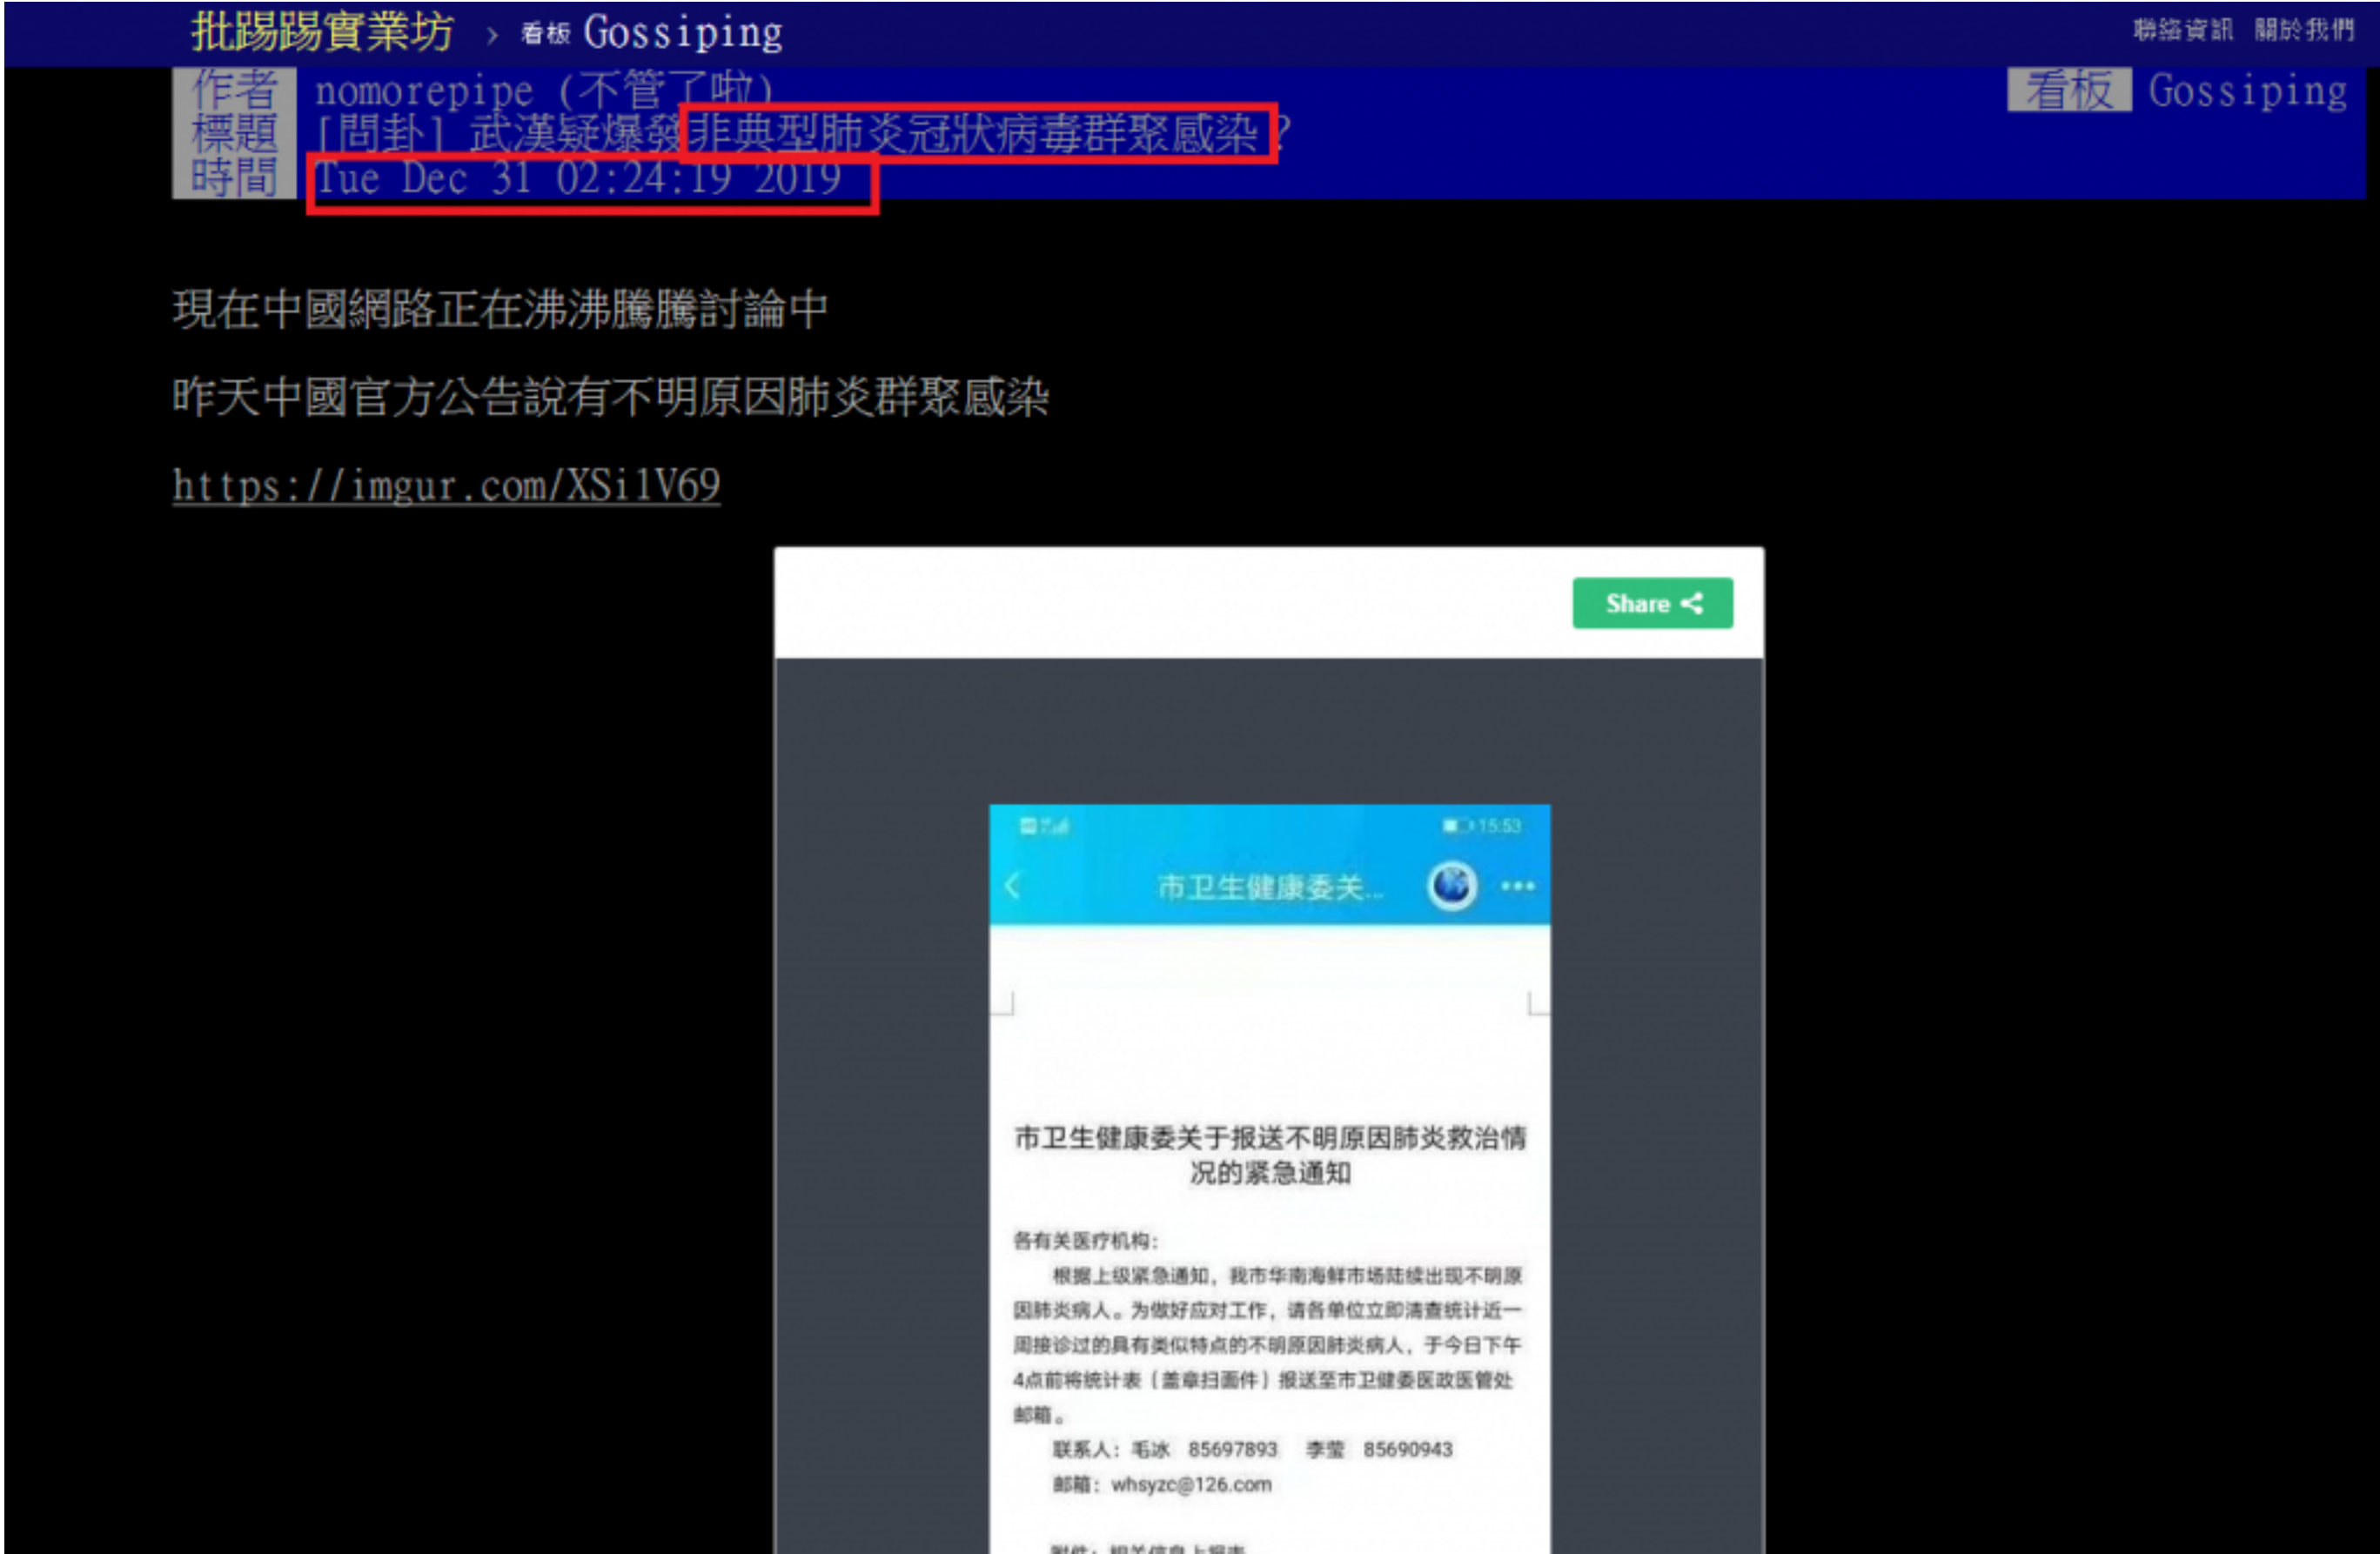 批踢踢實業坊 › 看板 Gossiping 聯絡資訊 關於我們
作者 nomorepipe (不管了啦) 看板 Gossiping
標題 [問卦] 武漢疑爆發非典型肺炎冠狀病毒群聚感染?
時間 Tue Dec 31 02:24:19 2019
現在中國網路正在沸沸騰騰討論中
昨天中國官方公告說有不明原因肺炎群聚感染
https://imgur.com/XSi1V69
Share
15:53
市卫生健康委关...
市卫生健康委关于报送不明原因肺炎救治情
况的紧急通知
各有关医疗机构:
根据上级紧急通知，我市华南海鲜市场陆续出现不明原
因肺炎病人。为做好应对工作，请各单位立即清查统计近一
周接诊过的具有类似特点的不明原因肺炎病人，于今日下午
4点前将统计表（盖章扫面件）报送至市卫健委医政医管处
邮箱。
联系人：毛冰 85697893 李莹 85690943
邮箱：whsyzc@126.com
附件：相关信息上报表